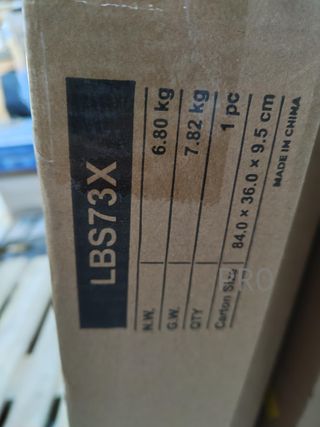 LBS73X
N.W. 6.80 kg
G.W. 7.82 kg
QTY 1 pc
Carton Size 84.0 × 36.0 × 9.5 cm
MADE IN CHINA
PRO